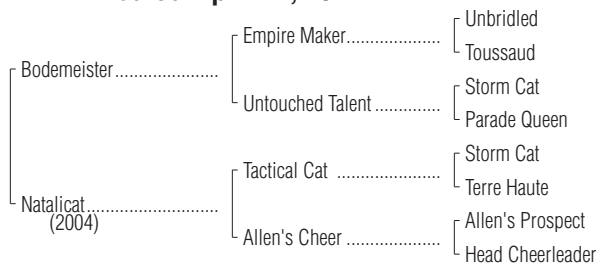 Unbridled
Empire Maker....................
Toussaud
Bodemeister......................
Storm Cat
Untouched Talent ..............
Parade Queen
Storm Cat
Tactical Cat ......................
Terre Haute
Natalicat............................
(2004)
Allen's Prospect
Allen's Cheer ....................
Head Cheerleader